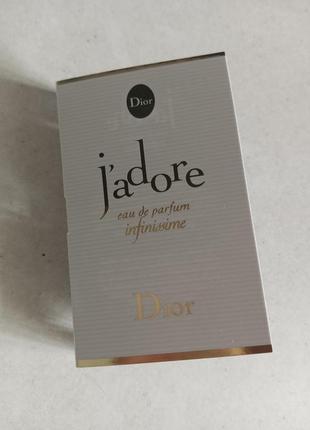 Dior
j'adore
eau de parfum
infinissime
Dior